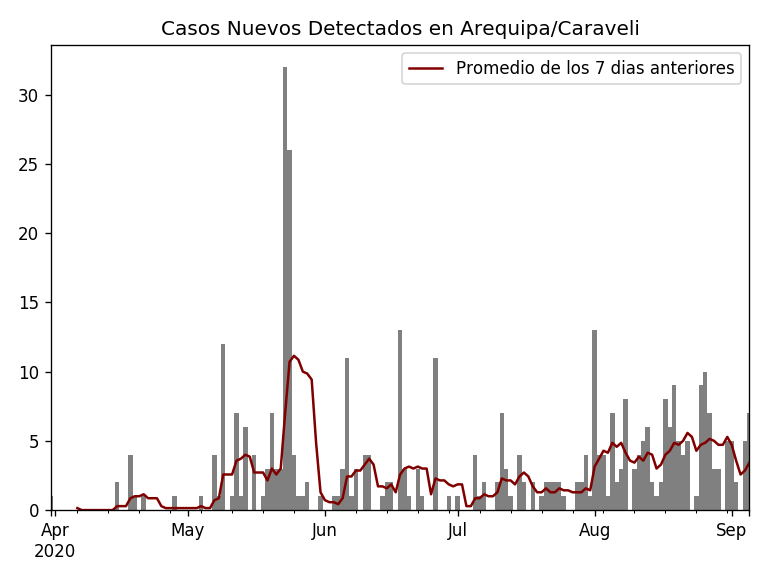 Casos Nuevos Detectados en Arequipa/Caraveli
Promedio de los 7 dias anteriores
30
25
20
15
10
5
0
Apr May Jun Jul Aug Sep
2020